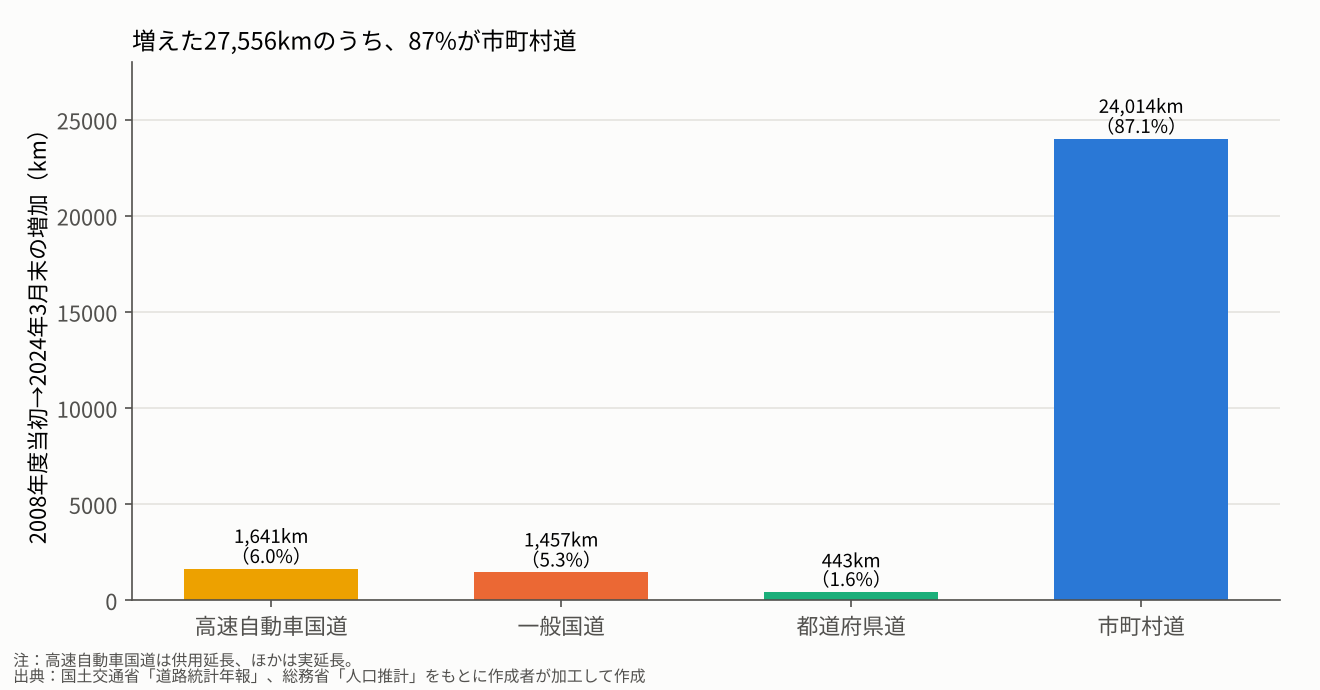 増えた27,556kmのうち、87%が市町村道
2008年度当初→2024年3月末の増加（km）
25000
20000
15000
10000
5000
0
1,641km
（6.0%）
1,457km
（5.3%）
443km
（1.6%）
24,014km
（87.1%）
高速自動車国道
一般国道
都道府県道
市町村道
注：高速自動車国道は供用延長、ほかは実延長。
出典：国土交通省「道路統計年報」、総務省「人口推計」をもとに作成者が加工して作成